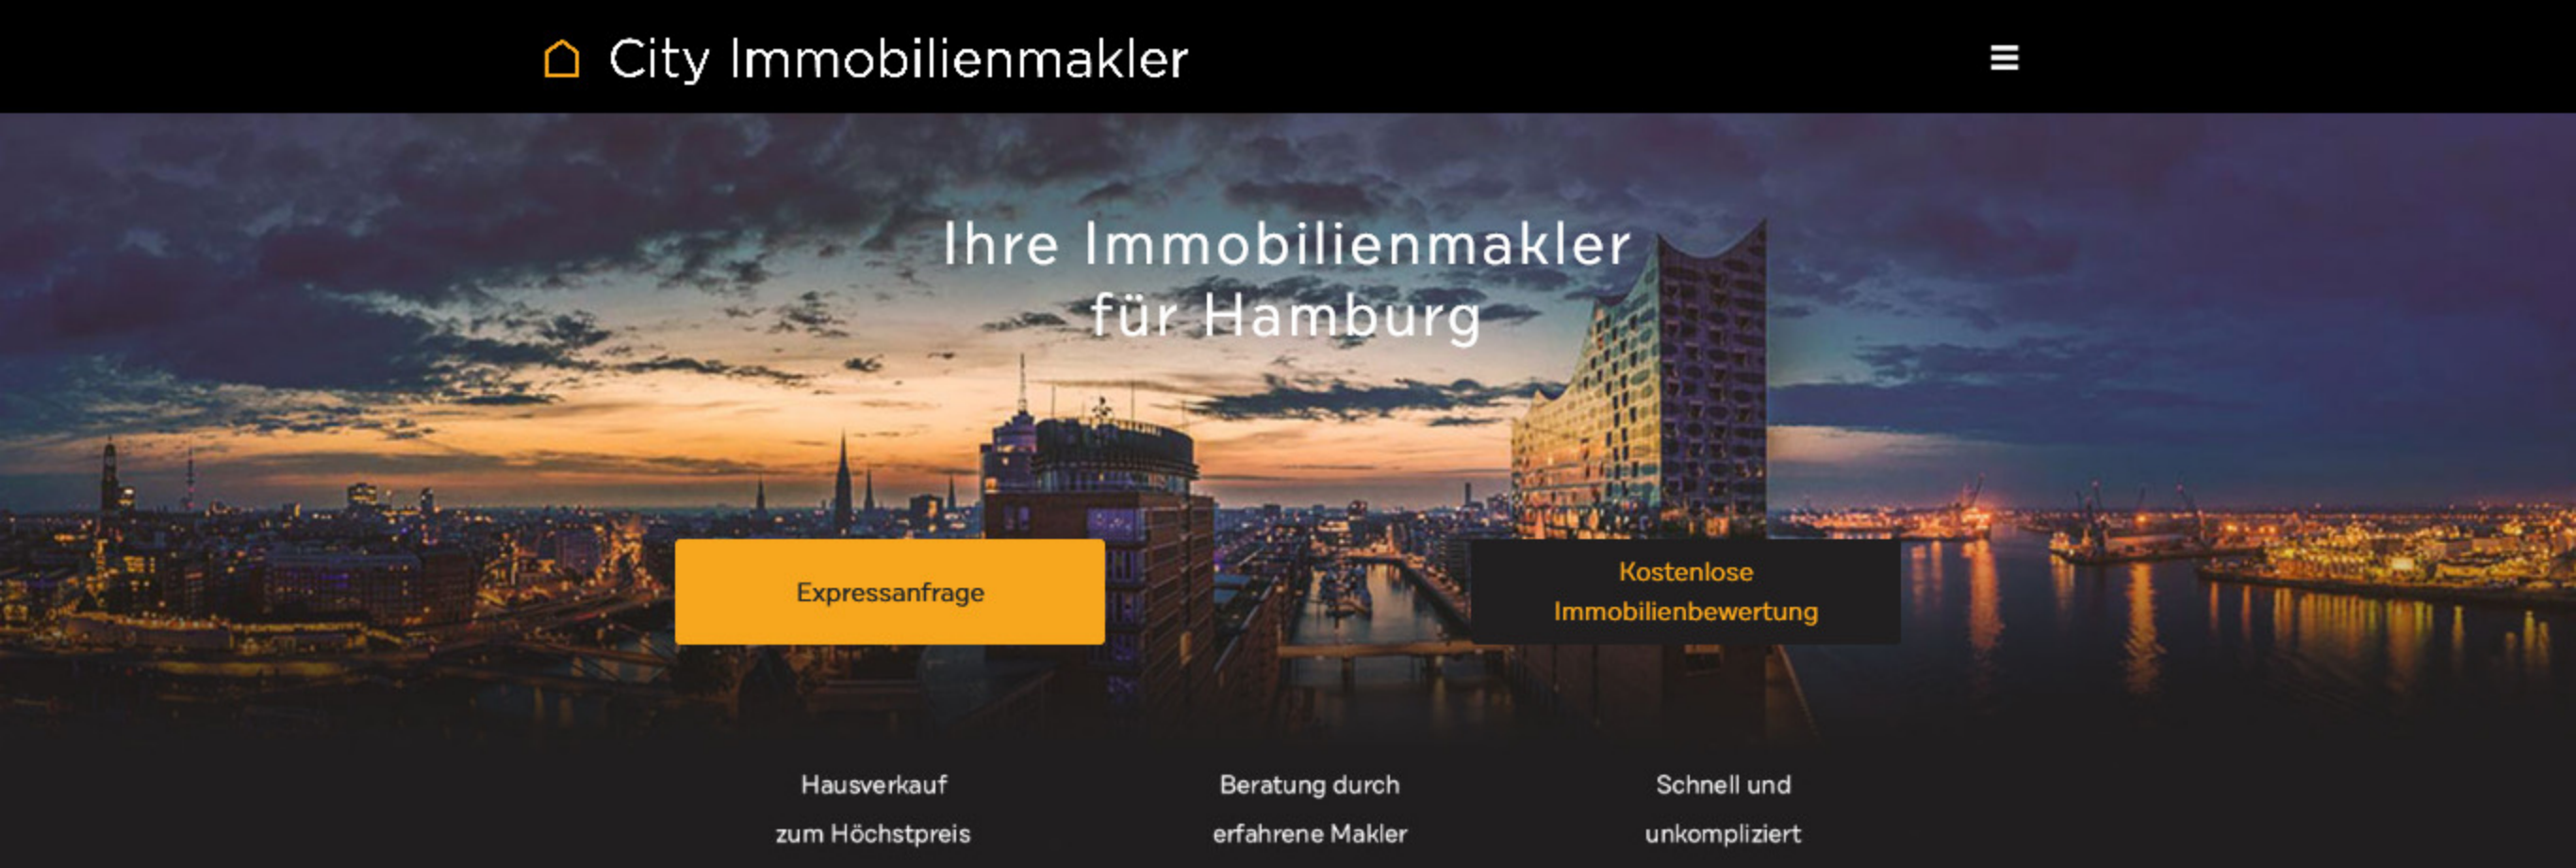 City Immobilienmakler
Ihre Immobilienmakler
für Hamburg
Expressanfrage
Kostenlose
Immobilienbewertung
Hausverkauf
zum Höchstpreis
Beratung durch
erfahrene Makler
Schnell und
unkompliziert